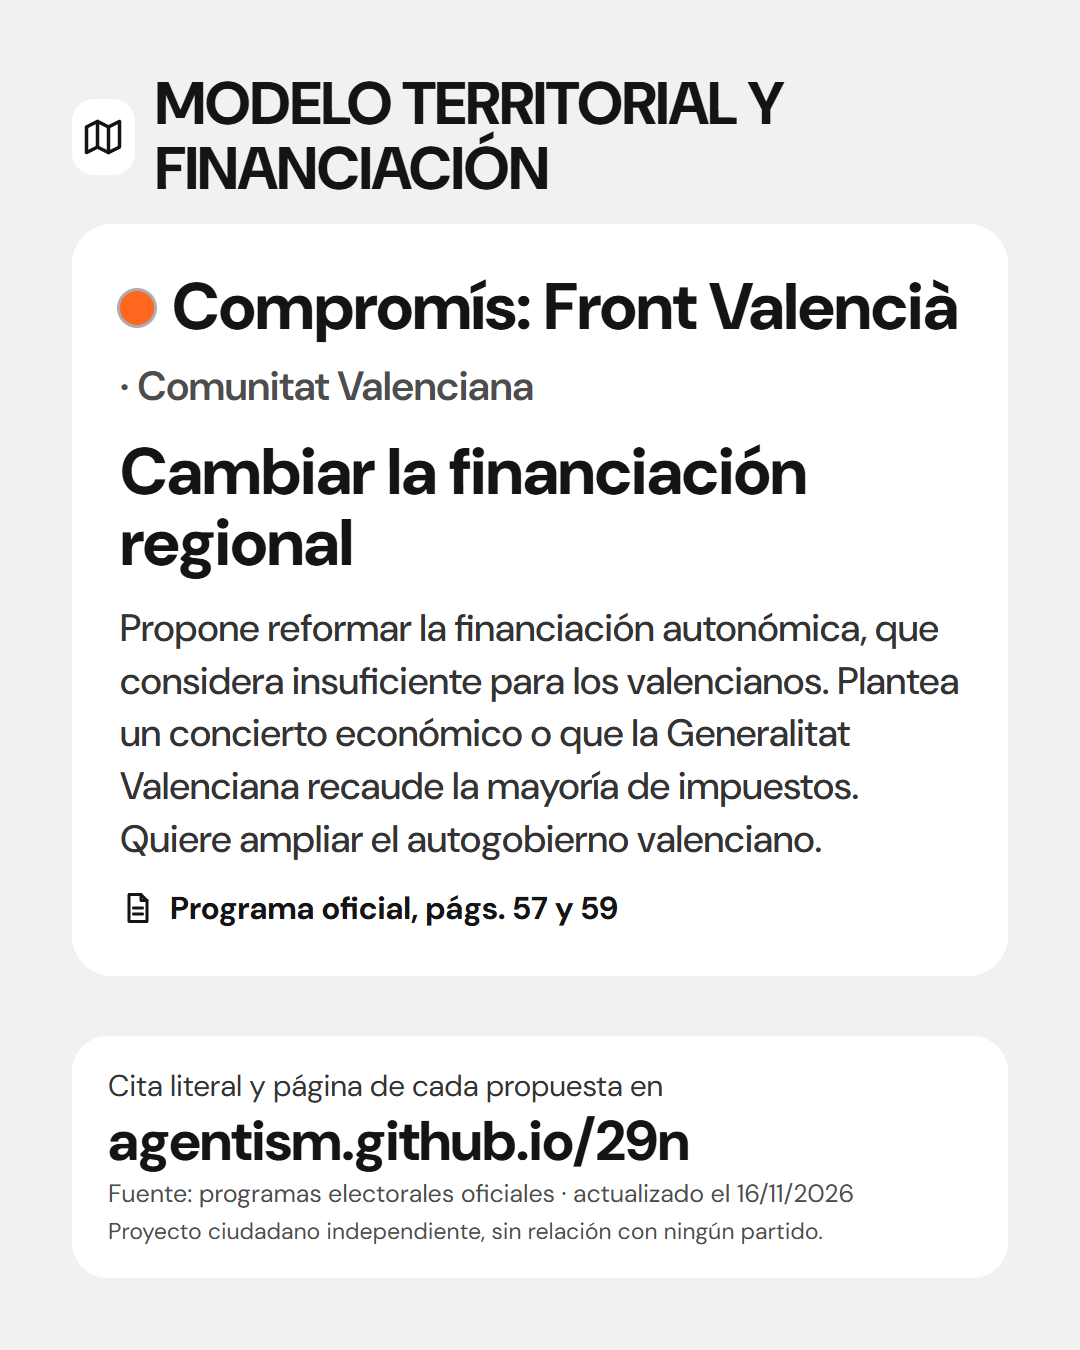 MODELO TERRITORIAL Y
FINANCIACIÓN
Compromís: Front Valencià
· Comunitat Valenciana
Cambiar la financiación
regional
Propone reformar la financiación autonómica, que
considera insuficiente para los valencianos. Plantea
un concierto económico o que la Generalitat
Valenciana recaude la mayoría de impuestos.
Quiere ampliar el autogobierno valenciano.
Programa oficial, págs. 57 y 59
Cita literal y página de cada propuesta en
agentism.github.io/29n
Fuente: programas electorales oficiales · actualizado el 16/11/2026
Proyecto ciudadano independiente, sin relación con ningún partido.